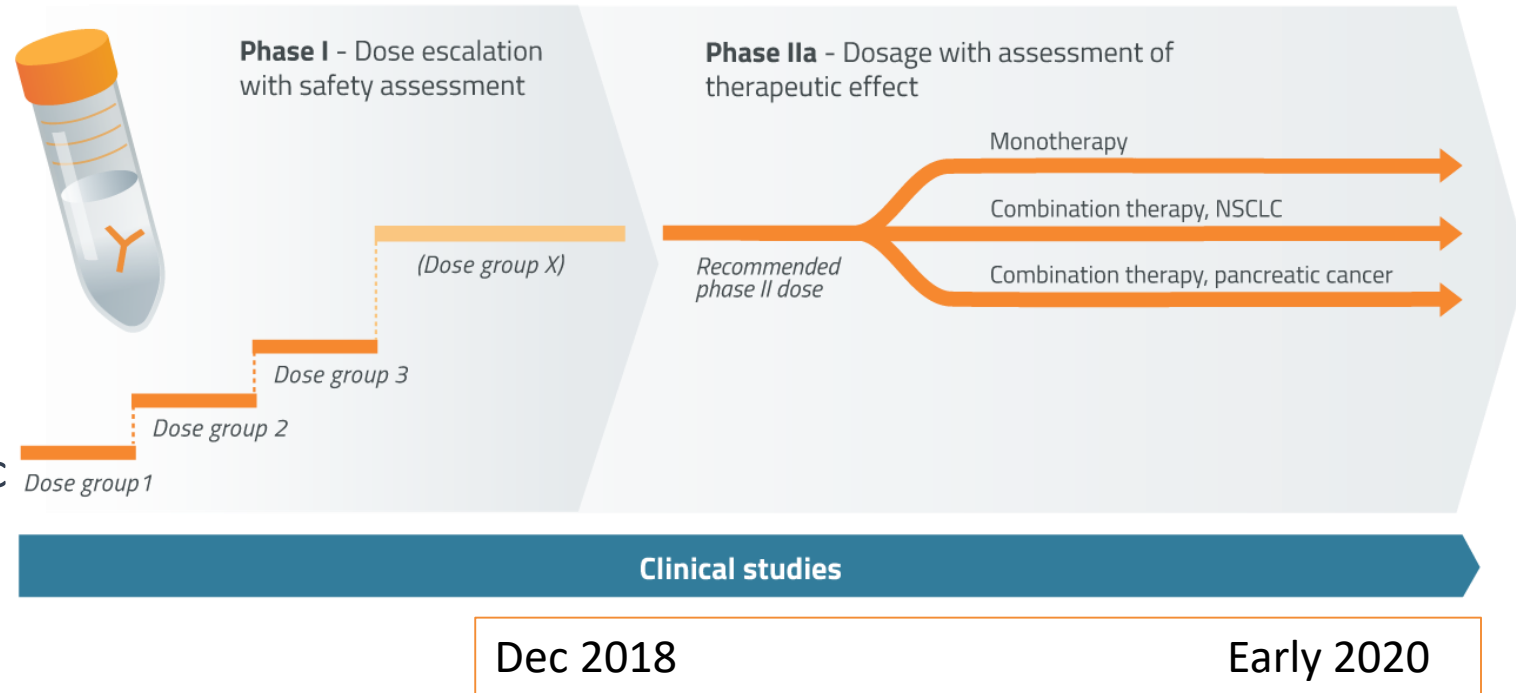 Phase I - Dose escalation
with safety assessment
Phase IIa - Dosage with assessment of
therapeutic effect
Monotherapy
Combination therapy, NSCLC
Combination therapy, pancreatic cancer
(Dose group X)
Recommended
phase II dose
Dose group 3
Dose group 2
c
Dose group 1
Clinical studies
Dec 2018
Early 2020